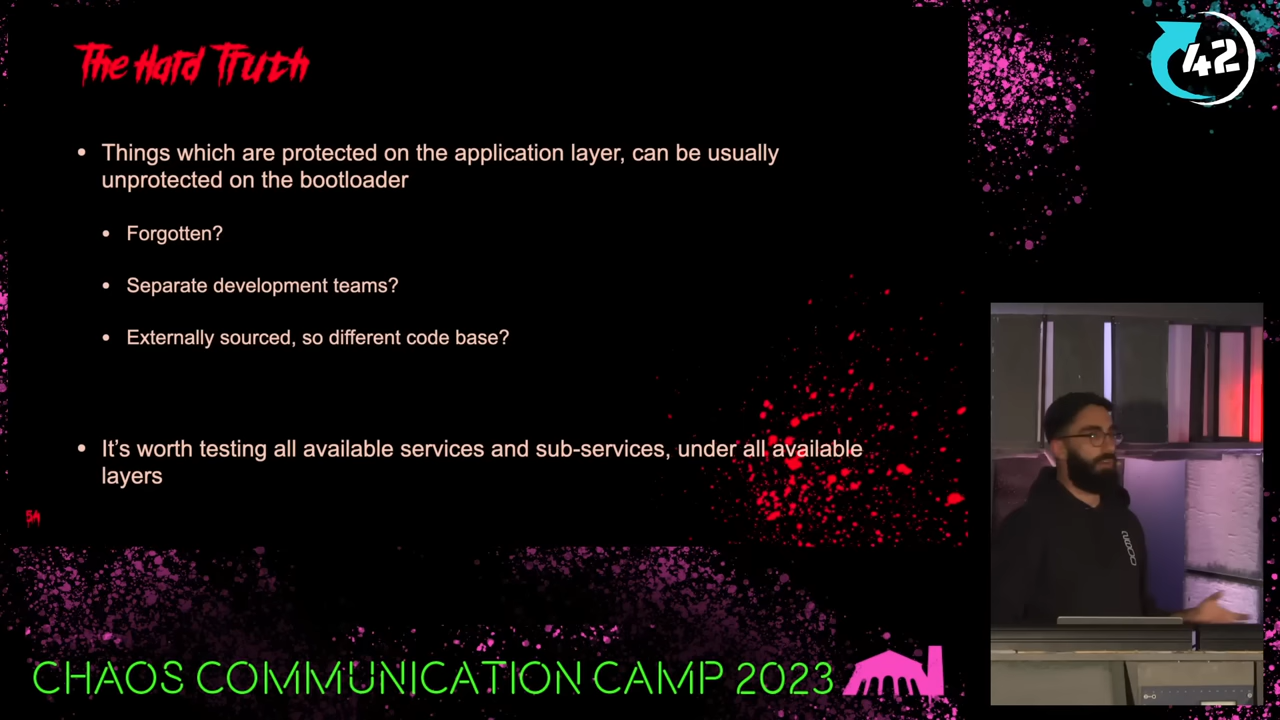 The Hard Truth
42
• Things which are protected on the application layer, can be usually
unprotected on the bootloader
• Forgotten?
• Separate development teams?
• Externally sourced, so different code base?
• It’s worth testing all available services and sub-services, under all available
layers
54
CHAOS COMMUNICATION CAMP 2023